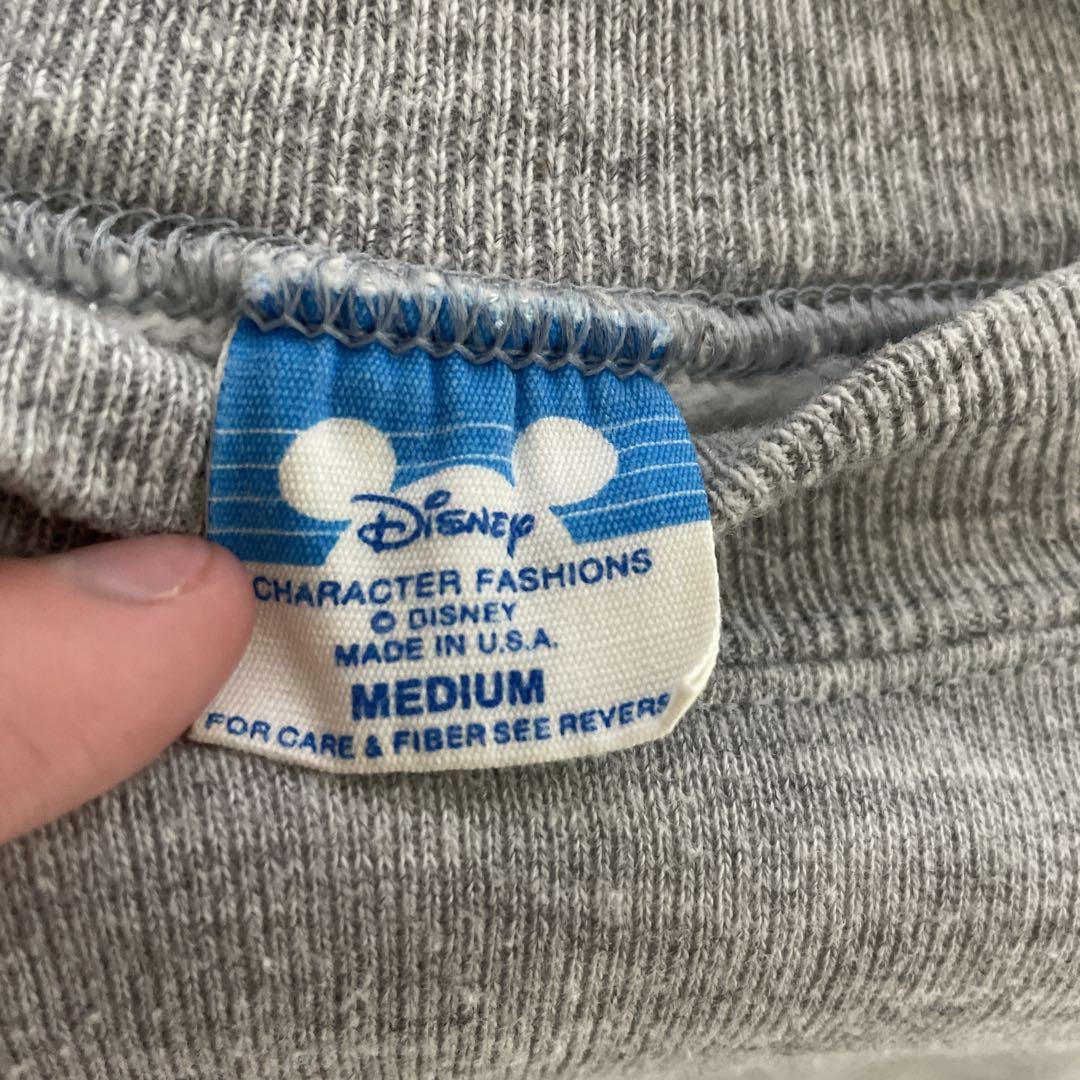 Disney
CHARACTER FASHIONS
© DISNEY
MADE IN U.S.A.
MEDIUM
FOR CARE & FIBER SEE REVERS